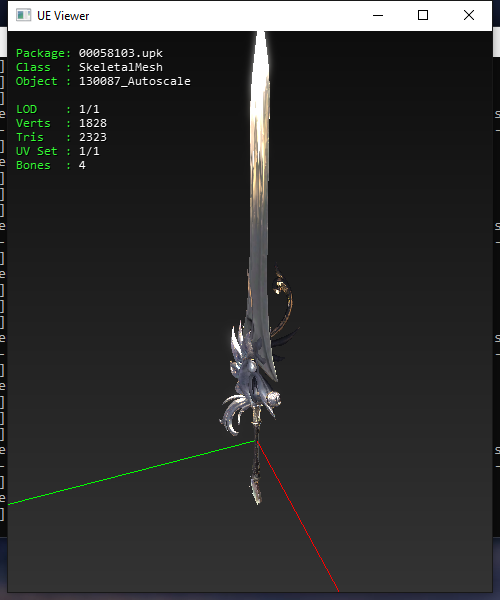 UE Viewer
Package: 00058103.upk
Class  : SkeletalMesh
Object : 130087_Autoscale
LOD    : 1/1
Verts  : 1828
Tris   : 2323
UV Set : 1/1
Bones  : 4